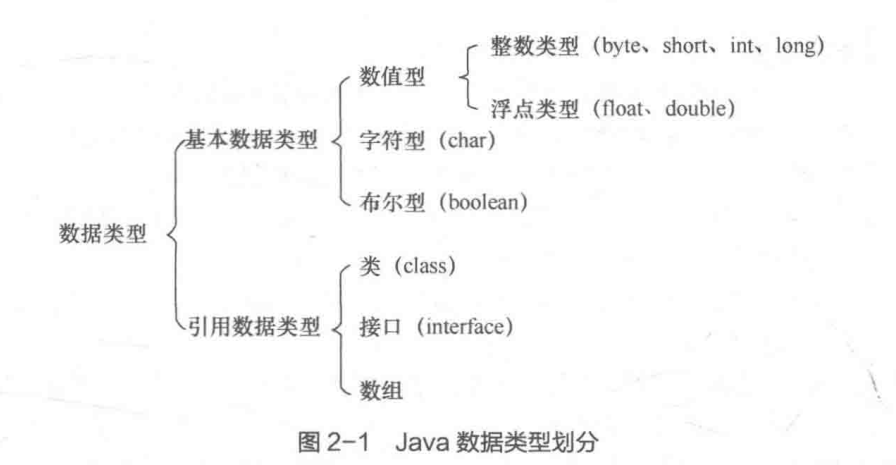 整数类型（byte、short、int、long）
数值型
浮点类型（float、double）
基本数据类型
字符型（char）
布尔型（boolean）
数据类型
类（class）
引用数据类型
接口（interface）
数组
图 2-1 Java 数据类型划分